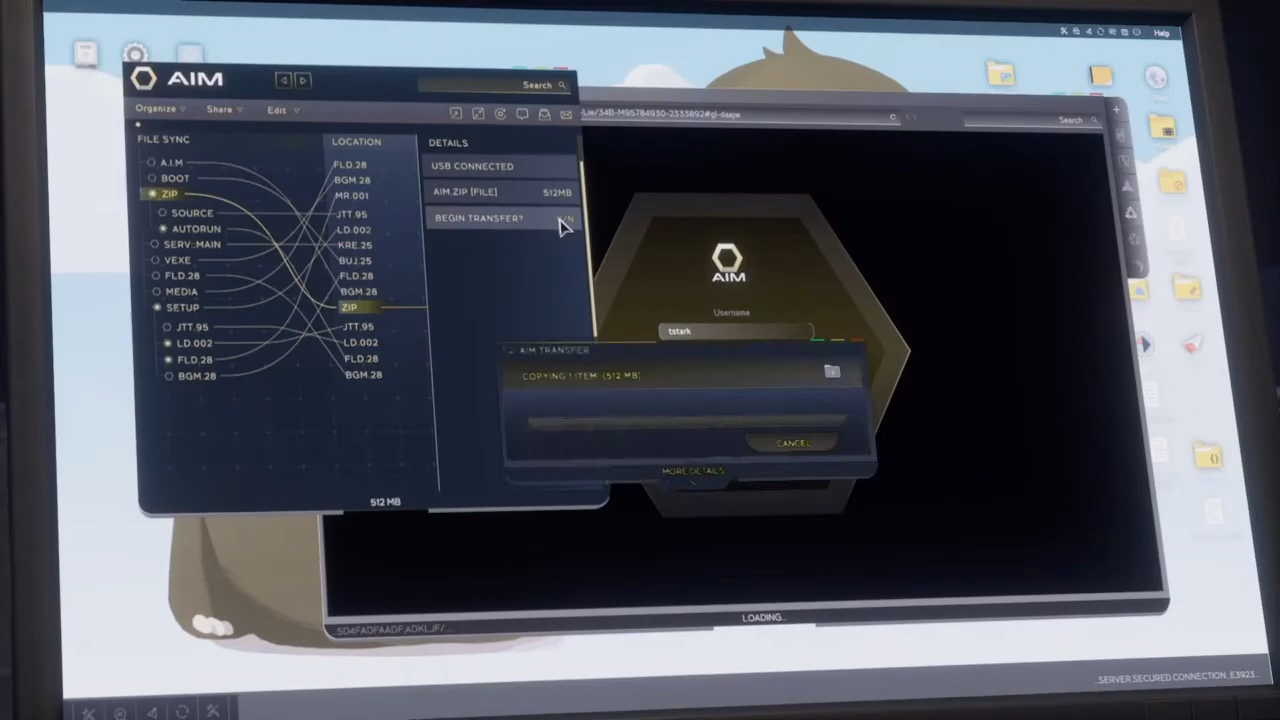 Help
AIM
Search
Organize
Share
Edit
FILE SYNC
LOCATION
DETAILS
A.I.M
BOOT
ZIP
SOURCE
AUTORUN
SERV::MAIN
VEXE
FLD.28
MEDIA
SETUP
JTT.95
LD.002
FLD.28
BGM.28
FLD.28
BGM.28
MR.001
JTT.95
LD.002
KRE.25
BUJ.25
FLD.28
BGM.28
ZIP
JTT.95
LD.002
FLD.28
BGM.28
USB CONNECTED
AIM.ZIP [FILE] 512MB
BEGIN TRANSFER?
512 MB
Search
AIM
Username
tstark
AIM TRANSFER
COPYING 1 ITEM (512 MB)
CANCEL
MORE DETAILS
LOADING...
..SERVER.SECURED.CONNECTION_E3923...